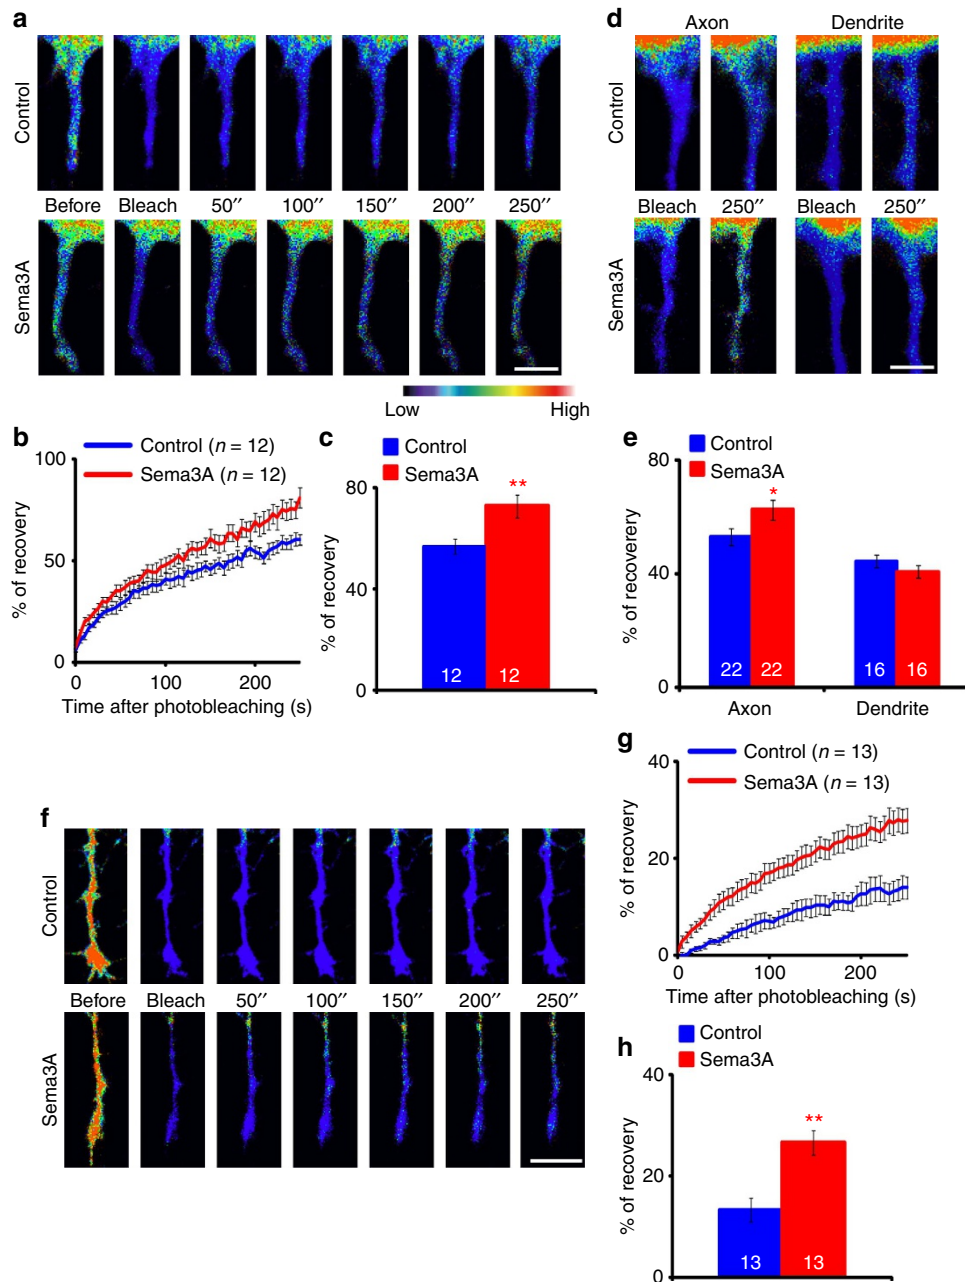 a
Control
Before Bleach 50″ 100″ 150″ 200″ 250″
Sema3A
d
Axon Dendrite
Control
Bleach 250″ Bleach 250″
Sema3A
Low High
b
Control (n = 12)
Sema3A (n = 12)
100
50
0
% of recovery
0 100 200
Time after photobleaching (s)
c
Control
Sema3A
80
40
0
% of recovery
**
12 12
e
Control
Sema3A
80
40
0
% of recovery
*
22 22 16 16
Axon Dendrite
f
Control
Before Bleach 50″ 100″ 150″ 200″ 250″
Sema3A
g
Control (n = 13)
Sema3A (n = 13)
40
20
0
% of recovery
0 100 200
Time after photobleaching (s)
h
Control
Sema3A
40
20
0
% of recovery
**
13 13